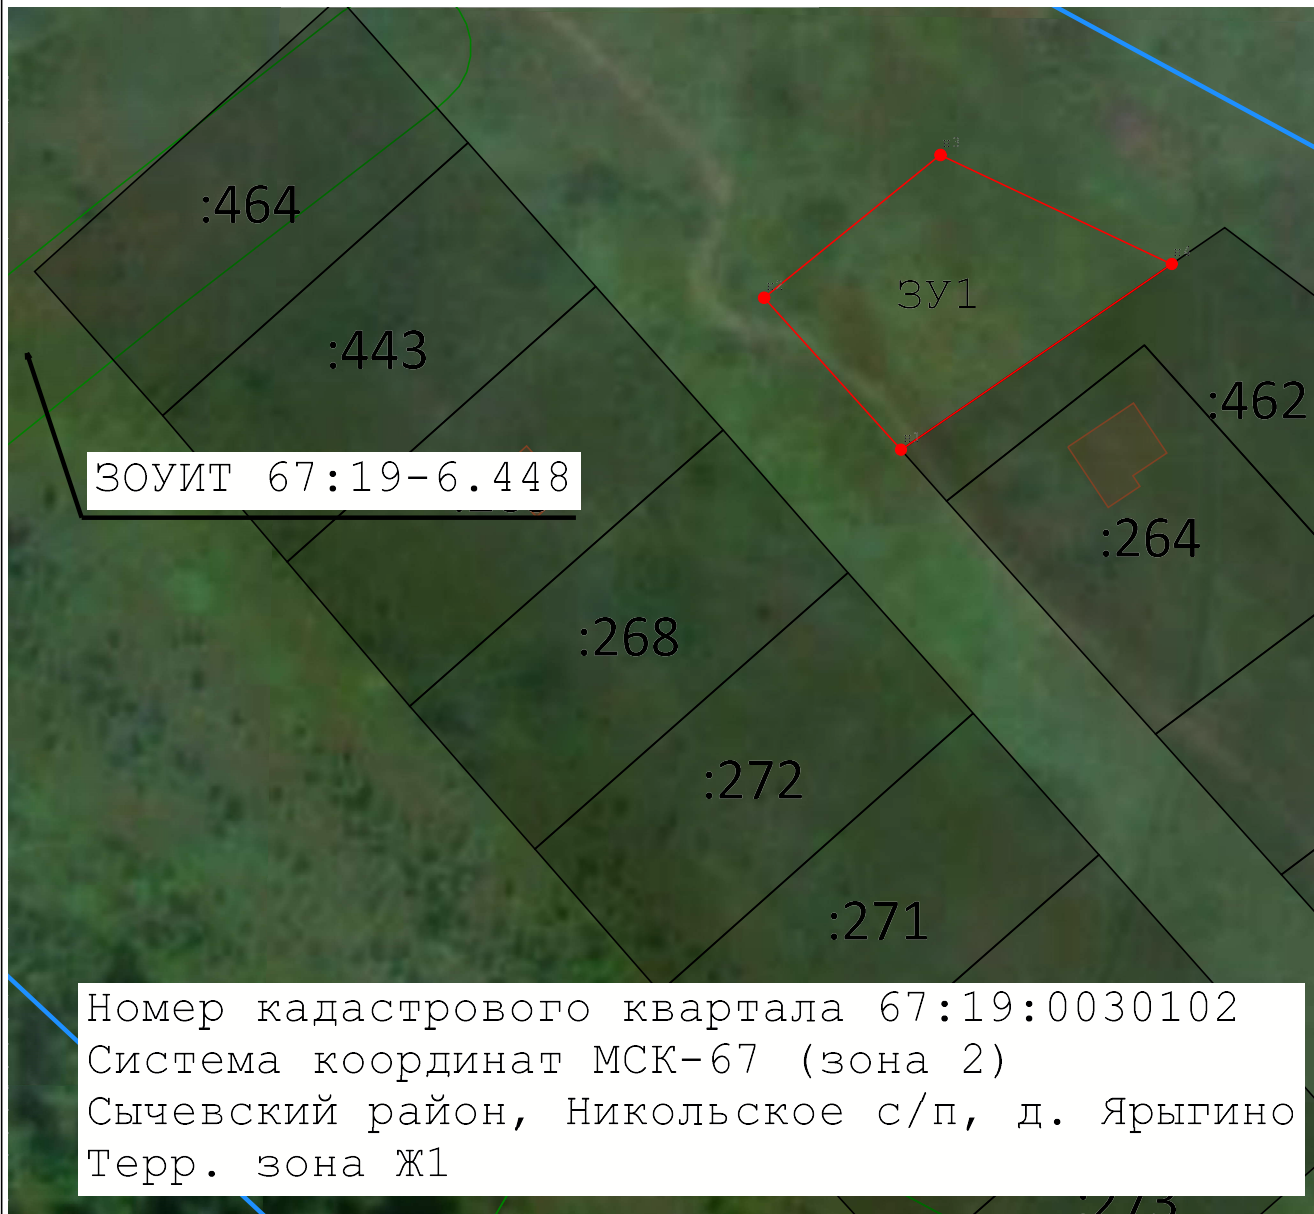 :464
ЗУ1
:443
:462
ЗОУИТ 67:19-6.448
:264
:268
:272
:271
Номер кадастрового квартала 67:19:0030102
Система координат МСК-67 (зона 2)
Сычевский район, Никольское с/п, д. Ярыгино
Терр. зона Ж1
:273